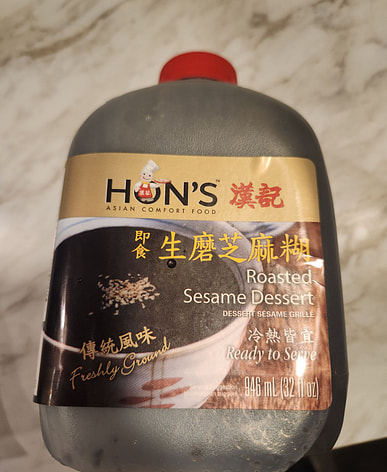 HON'S™ 漢記
ASIAN COMFORT FOOD
即食 生磨芝麻糊
Roasted
Sesame Dessert
DESSERT SESAME GRILLÉ
傳統風味 冷熱皆宜
Freshly Ground Ready to Serve
946 mL (32 fl oz)